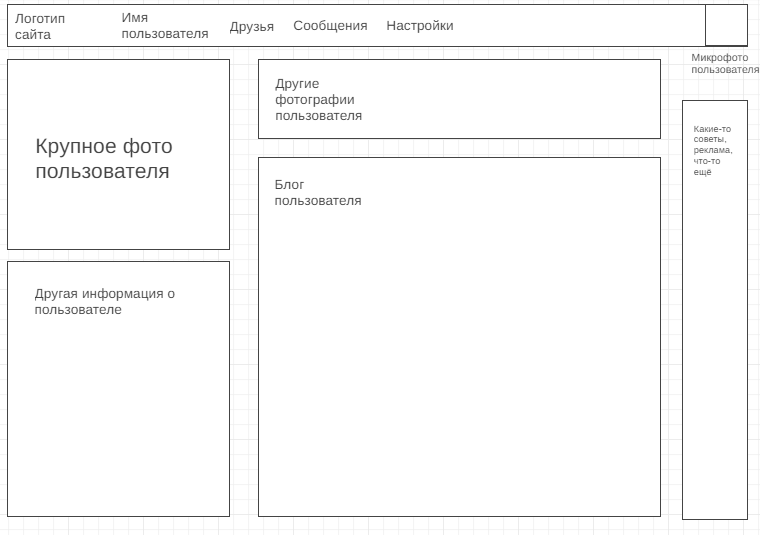 Логотип
сайта
Имя
пользователя
Друзья
Сообщения
Настройки
Микрофото
пользователя
Крупное фото
пользователя
Другие
фотографии
пользователя
Какие-то
советы,
реклама,
что-то
ещё
Блог
пользователя
Другая информация о
пользователе